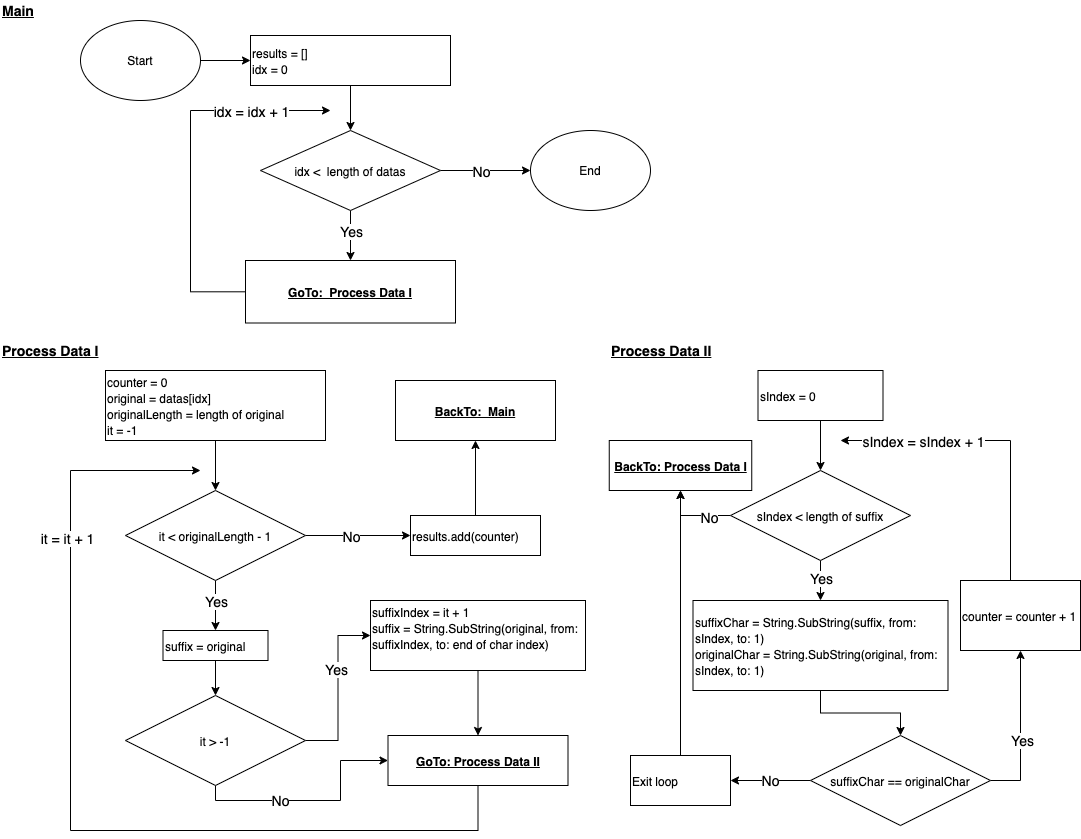 Main
Start
results = []
idx = 0
idx = idx + 1
idx < length of datas
No
End
Yes
GoTo: Process Data I
Process Data I
counter = 0
original = datas[idx]
originalLength = length of original
it = -1
BackTo: Main
it = it + 1
it < originalLength - 1
No
results.add(counter)
Yes
suffix = original
suffixIndex = it + 1
suffix = String.SubString(original, from:
suffixIndex, to: end of char index)
Yes
it > -1
GoTo: Process Data II
No
Process Data II
sIndex = 0
sIndex = sIndex + 1
BackTo: Process Data I
No
sIndex < length of suffix
Yes
suffixChar = String.SubString(suffix, from:
sIndex, to: 1)
originalChar = String.SubString(original, from:
sIndex, to: 1)
counter = counter + 1
Yes
Exit loop
No
suffixChar == originalChar